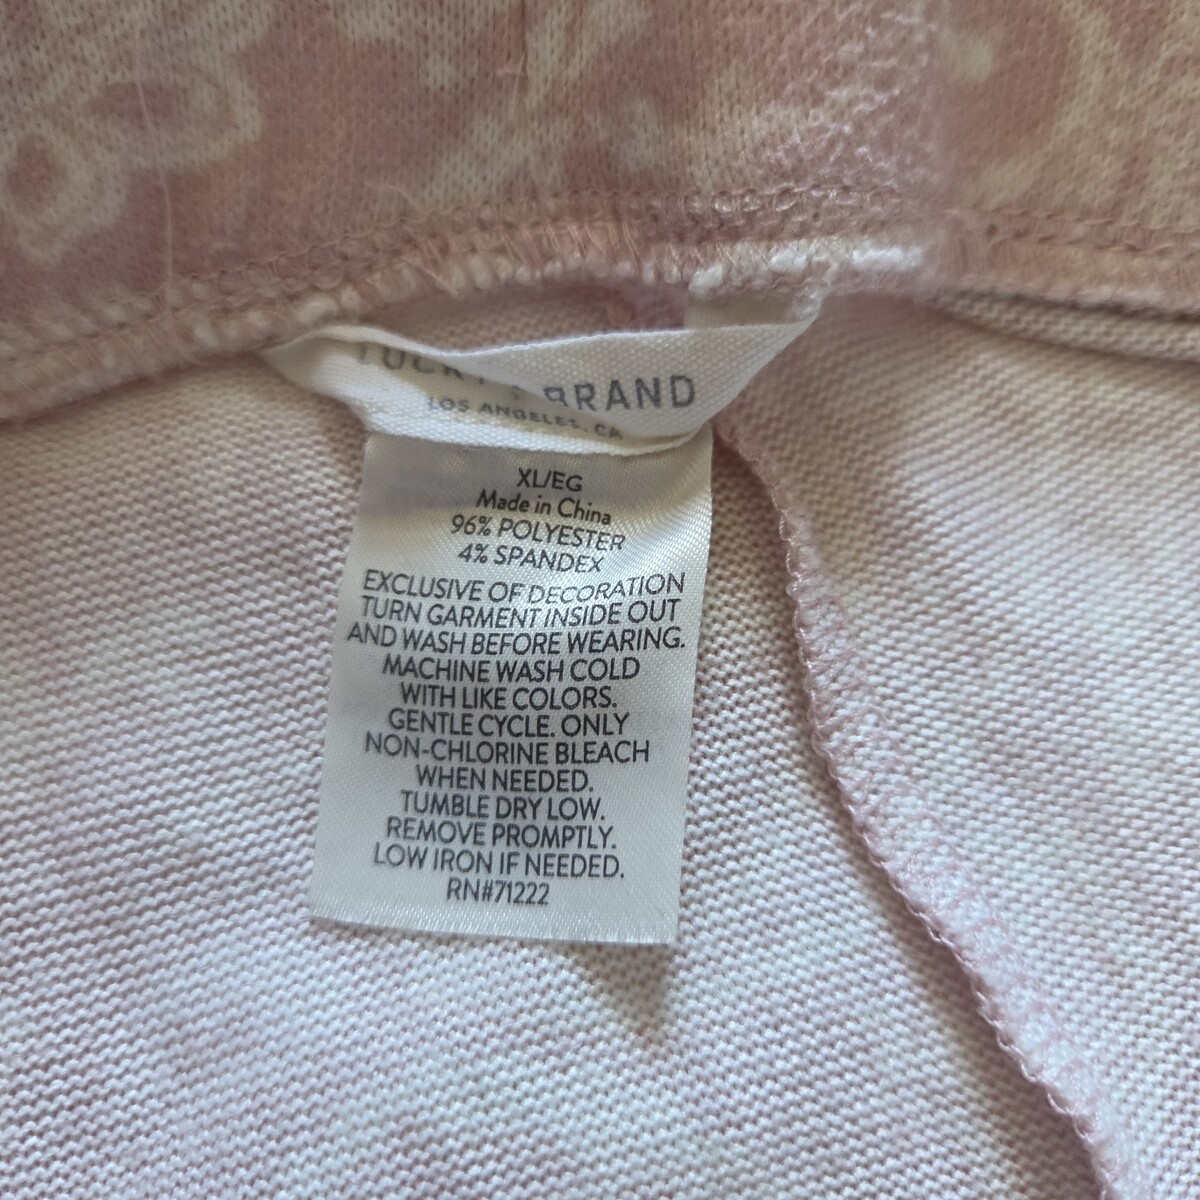 LUCKY BRAND
LOS ANGELES, CA
XL/EG
Made in China
96% POLYESTER
4% SPANDEX
EXCLUSIVE OF DECORATION
TURN GARMENT INSIDE OUT
AND WASH BEFORE WEARING.
MACHINE WASH COLD
WITH LIKE COLORS.
GENTLE CYCLE. ONLY
NON-CHLORINE BLEACH
WHEN NEEDED.
TUMBLE DRY LOW.
REMOVE PROMPTLY.
LOW IRON IF NEEDED.
RN#71222